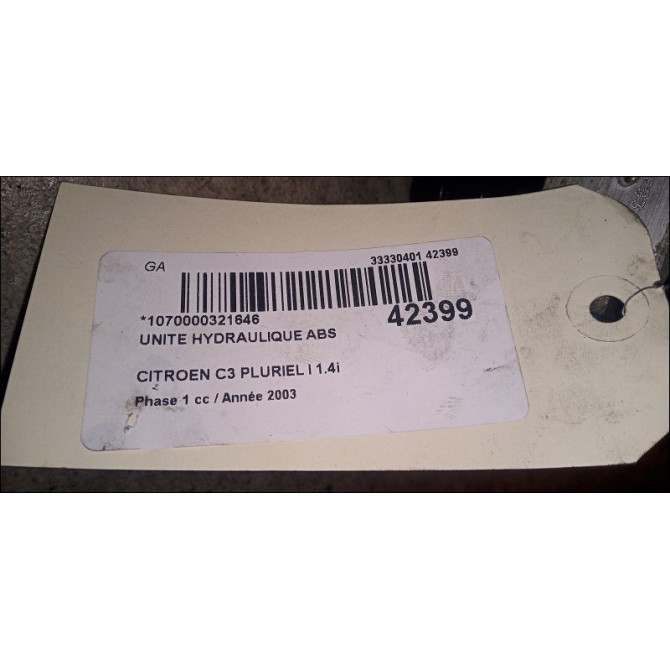 GA 33330401 42399
*1070000321646 42399
UNITE HYDRAULIQUE ABS
CITROEN C3 PLURIEL I 1.4i
Phase 1 cc / Année 2003